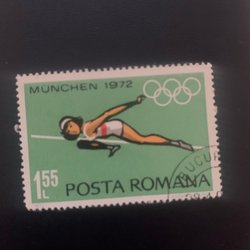 MÜNCHEN 1972
1.55
L
POSTA ROMANA